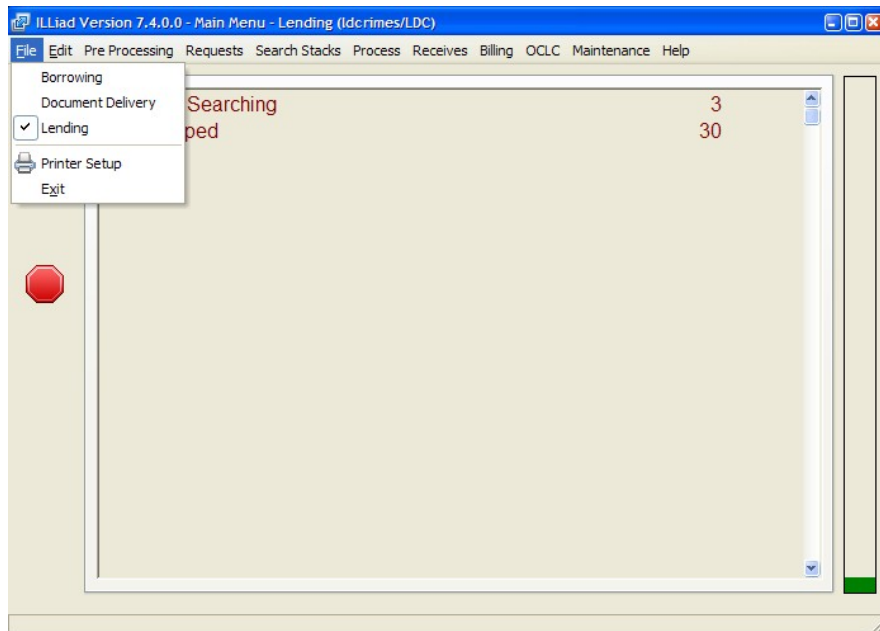 ILLiad Version 7.4.0.0 - Main Menu - Lending (ldcrimes/LDC)
File Edit Pre Processing Requests Search Stacks Process Receives Billing OCLC Maintenance Help
Borrowing
Document Delivery
Searching 3
Lending
ped 30
Printer Setup
Exit